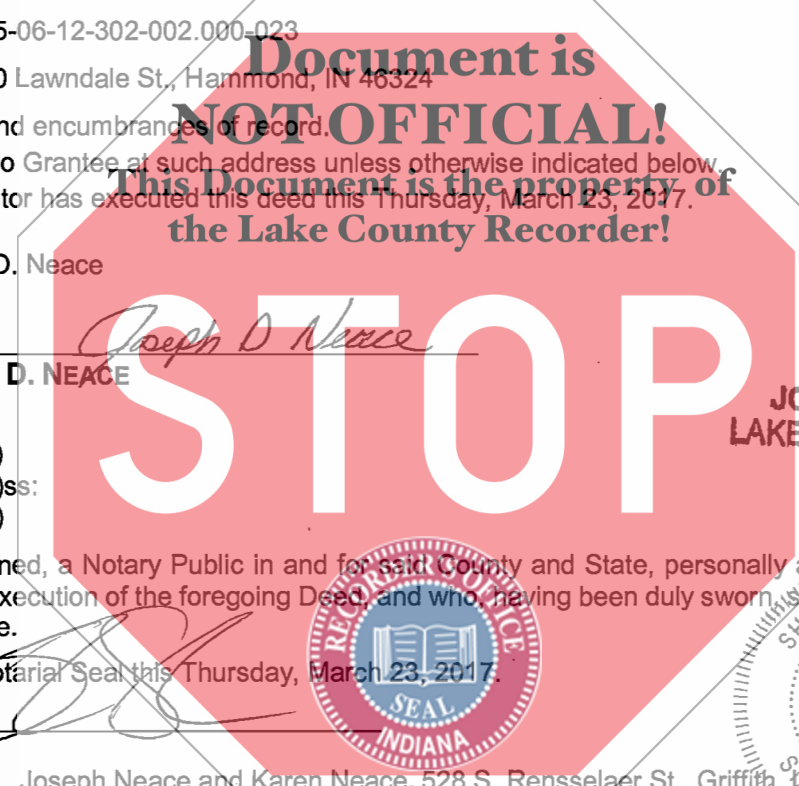 5-06-12-302-002.000-023
Document is
0 Lawndale St., Hammond, IN 46324
NOT OFFICIAL!
nd encumbrances of record.
o Grantee at such address unless otherwise indicated below.
This Document is the property of
tor has executed this deed this Thursday, March 23, 2017.
the Lake County Recorder!
D. Neace
Joseph D Neace
D. NEACE
STOP
JO
LAKE
)
)ss:
)
ned, a Notary Public in and for said County and State, personally a
xecution of the foregoing Deed, and who, having been duly sworn, s
e.
otarial Seal this Thursday, March 23, 2017.
RECORDER'S OFFICE
SEAL
INDIANA
Joseph Neace and Karen Neace, 528 S. Rensselaer St., Griffith, I